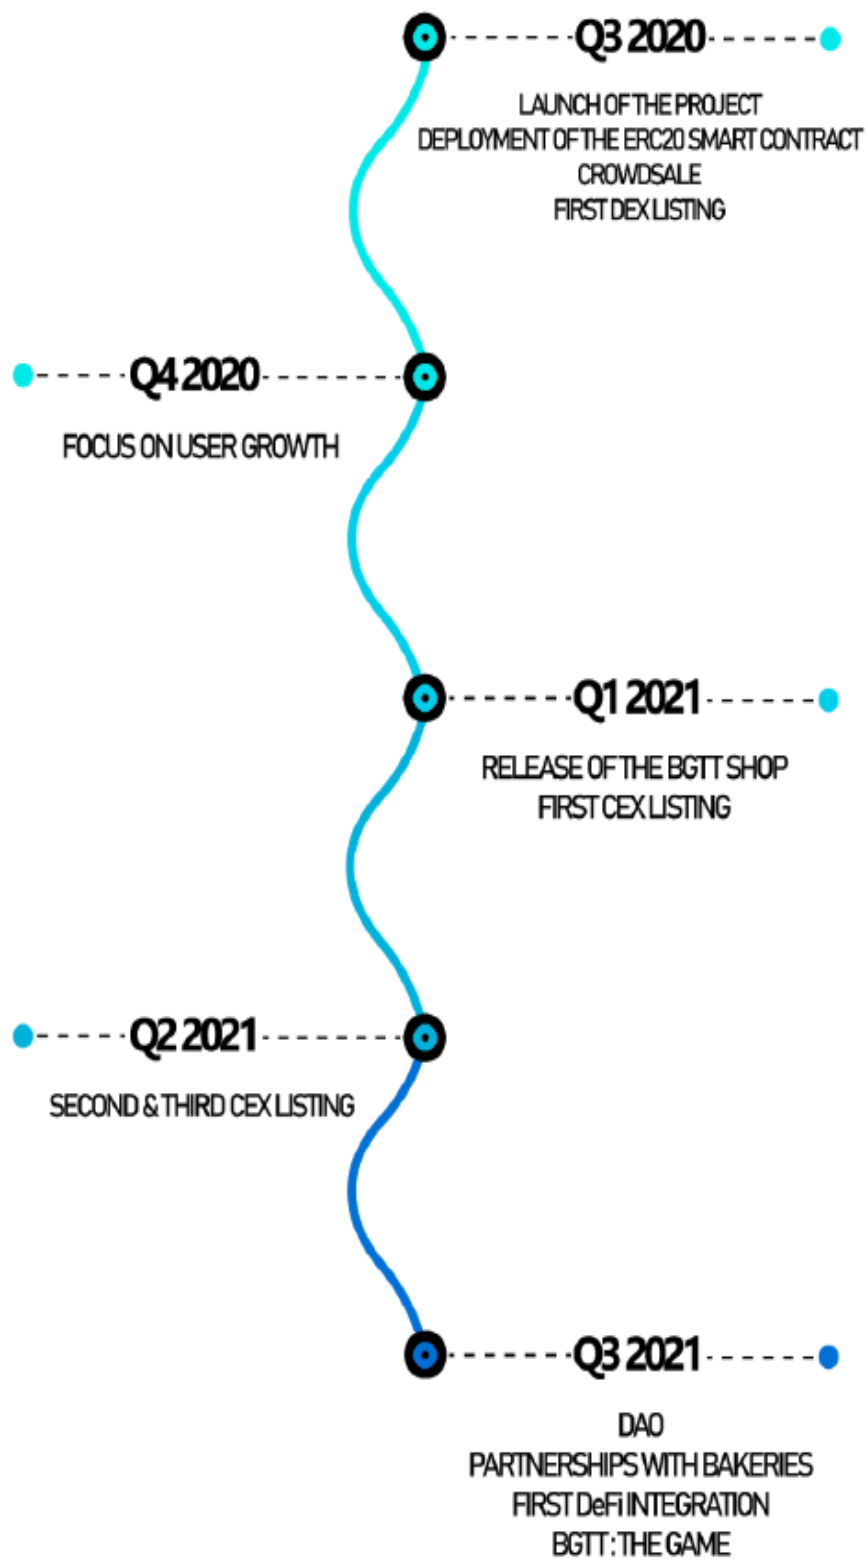 Q3 2020
LAUNCH OF THE PROJECT
DEPLOYMENT OF THE ERC20 SMART CONTRACT
CROWDSALE
FIRST DEX LISTING
Q4 2020
FOCUS ON USER GROWTH
Q1 2021
RELEASE OF THE BGTT SHOP
FIRST CEX LISTING
Q2 2021
SECOND & THIRD CEX LISTING
Q3 2021
DAO
PARTNERSHIPS WITH BAKERIES
FIRST DeFi INTEGRATION
BGTT : THE GAME